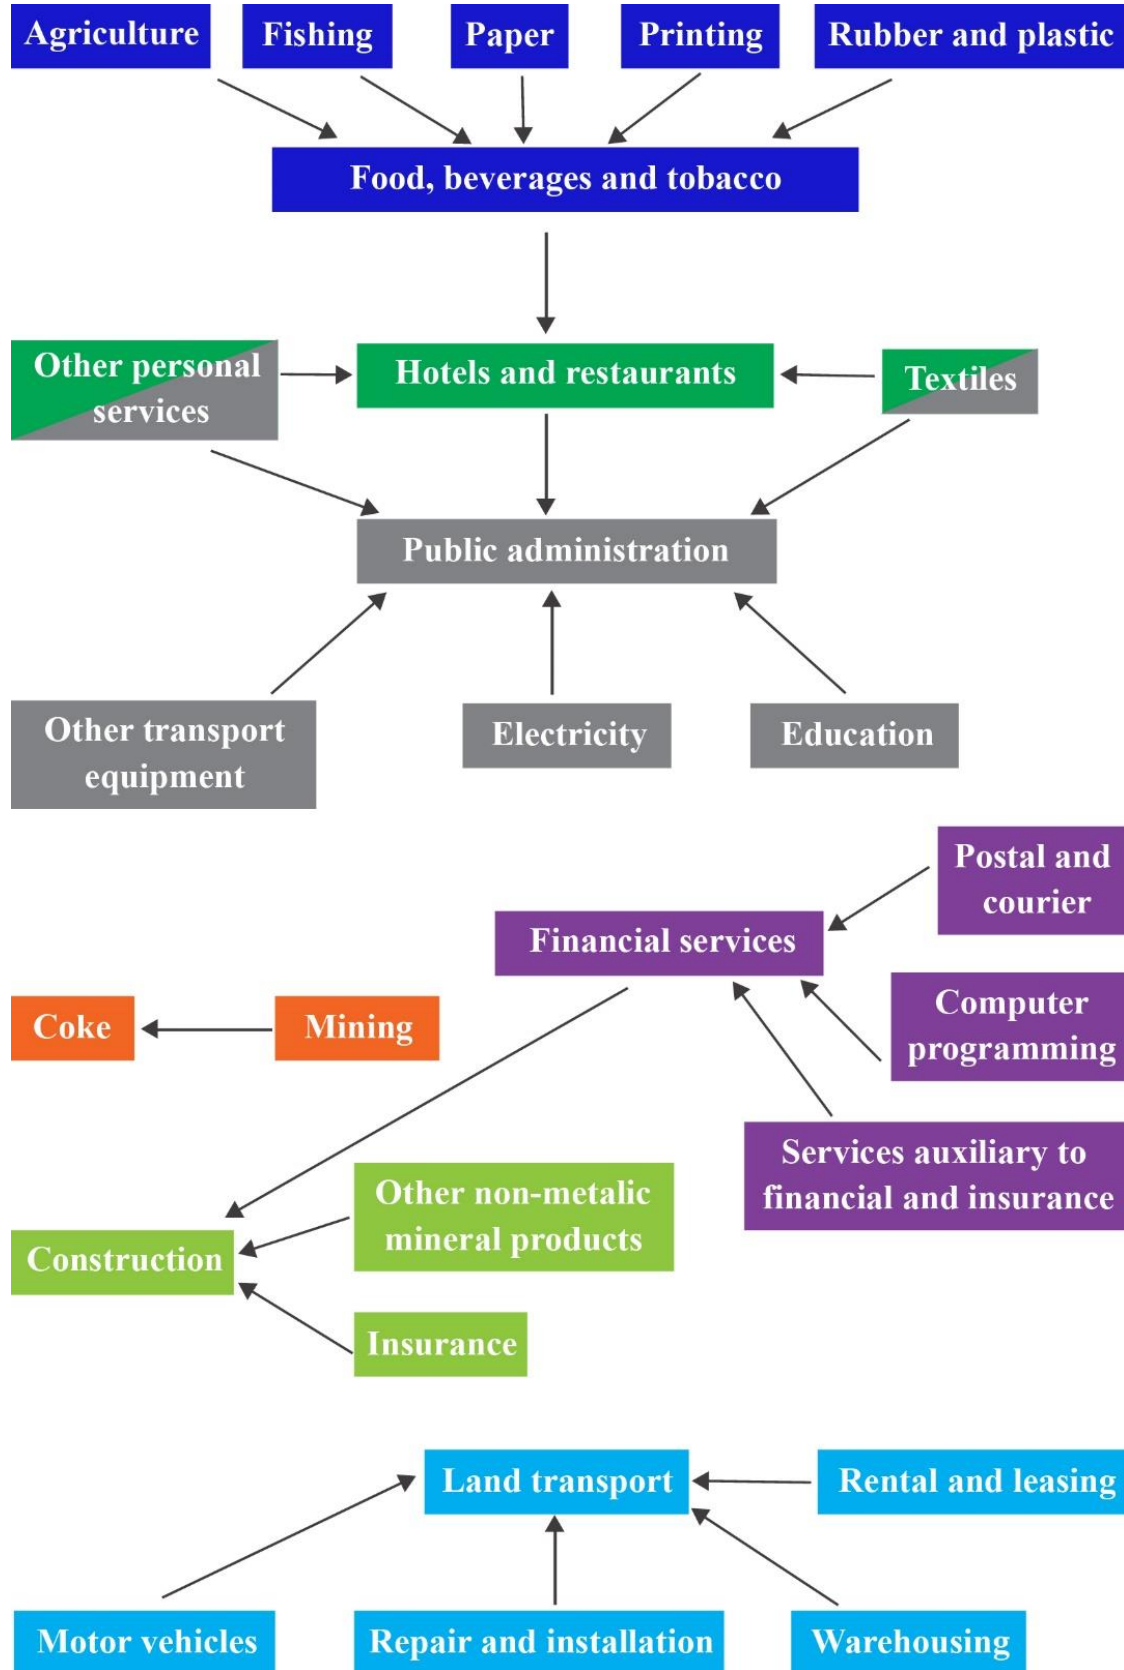 Agriculture
Fishing
Paper
Printing
Rubber and plastic
Food, beverages and tobacco
Other personal
services
Hotels and restaurants
Textiles
Public administration
Other transport
equipment
Electricity
Education
Postal and
courier
Financial services
Coke
Mining
Computer
programming
Services auxiliary to
financial and insurance
Other non-metalic
mineral products
Construction
Insurance
Land transport
Rental and leasing
Motor vehicles
Repair and installation
Warehousing